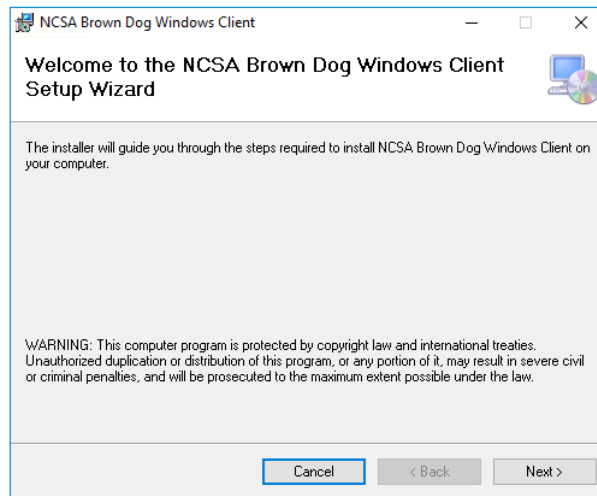 NCSA Brown Dog Windows Client
Welcome to the NCSA Brown Dog Windows Client
Setup Wizard
The installer will guide you through the steps required to install NCSA Brown Dog Windows Client on
your computer.
WARNING: This computer program is protected by copyright law and international treaties.
Unauthorized duplication or distribution of this program, or any portion of it, may result in severe civil
or criminal penalties, and will be prosecuted to the maximum extent possible under the law.
Cancel < Back Next >